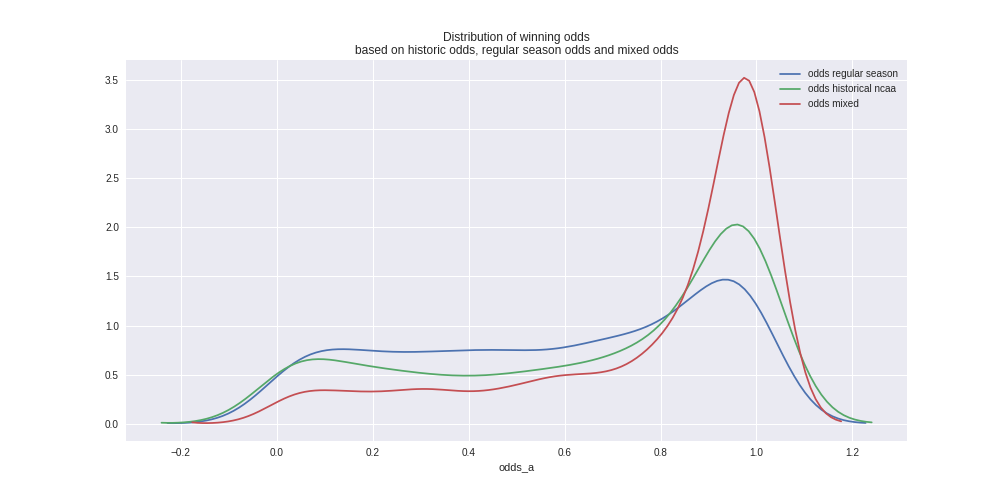 Distribution of winning odds
based on historic odds, regular season odds and mixed odds
odds regular season
odds historical ncaa
odds mixed
3.5
3.0
2.5
2.0
1.5
1.0
0.5
0.0
−0.2 0.0 0.2 0.4 0.6 0.8 1.0 1.2
odds_a